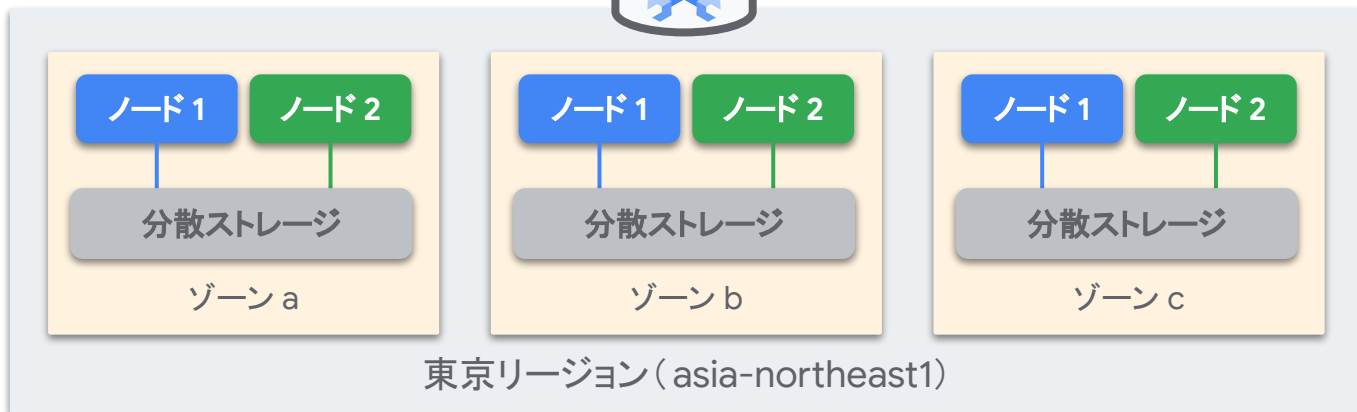 ノード 1 ノード 2 ノード 1 ノード 2 ノード 1 ノード 2
分散ストレージ 分散ストレージ 分散ストレージ
ゾーン a ゾーン b ゾーン c
東京リージョン（asia-northeast1）